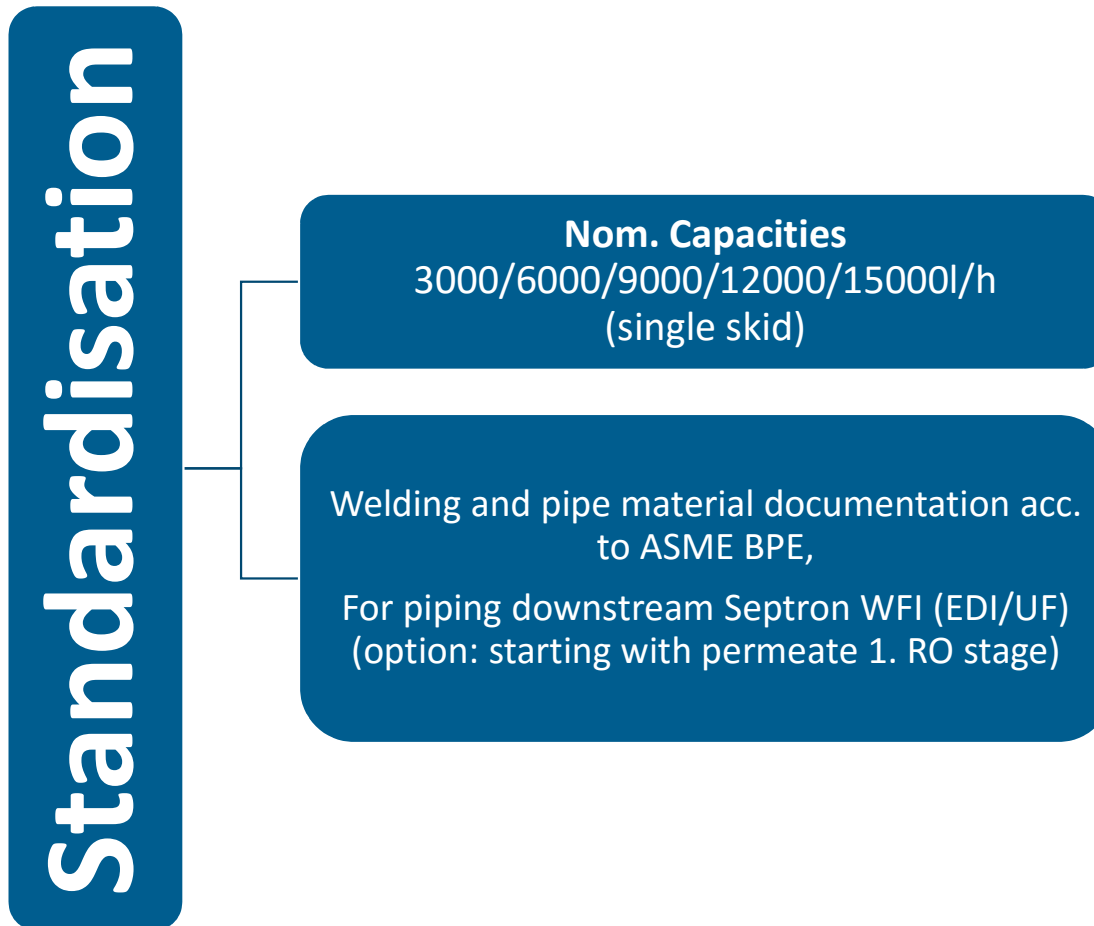 Standardisation
Nom. Capacities
3000/6000/9000/12000/15000l/h
(single skid)
Welding and pipe material documentation acc.
to ASME BPE,
For piping downstream Septron WFI (EDI/UF)
(option: starting with permeate 1. RO stage)